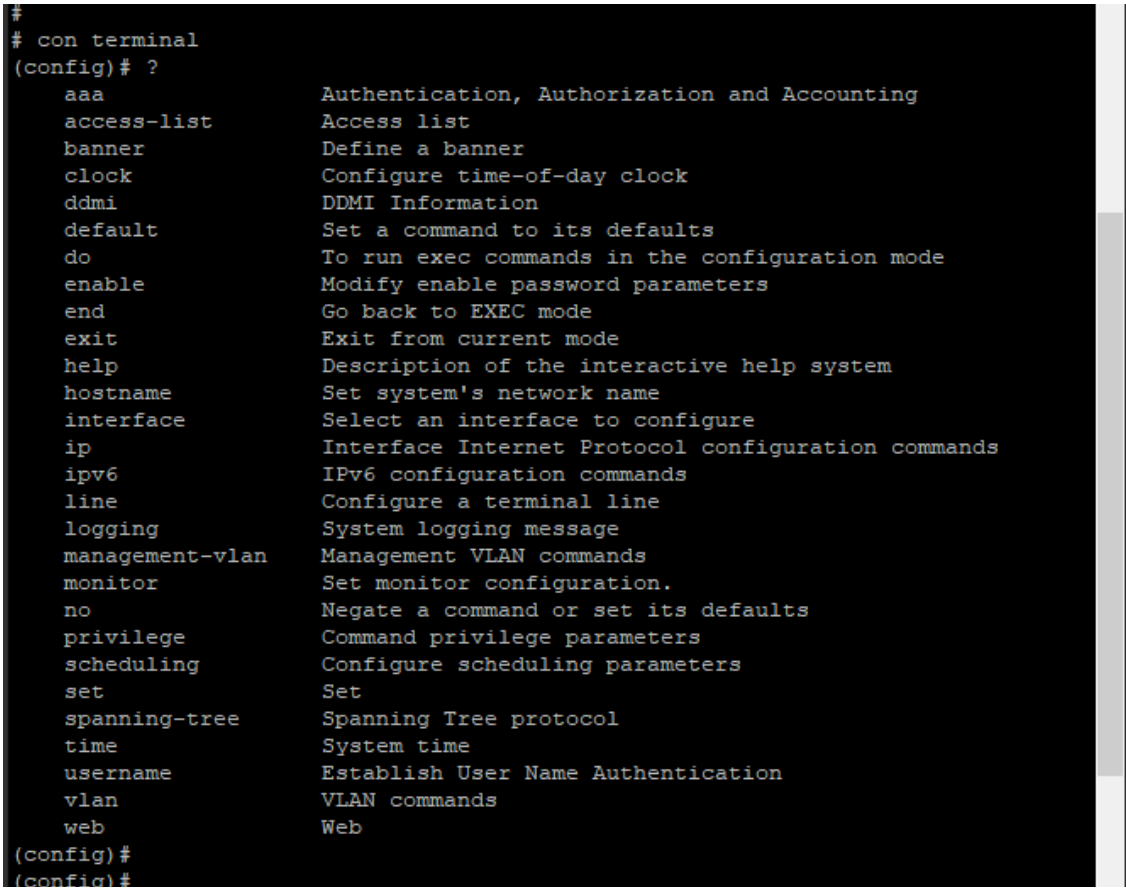 #
# con terminal
(config)# ?
aaa Authentication, Authorization and Accounting
access-list Access list
banner Define a banner
clock Configure time-of-day clock
ddmi DDMI Information
default Set a command to its defaults
do To run exec commands in the configuration mode
enable Modify enable password parameters
end Go back to EXEC mode
exit Exit from current mode
help Description of the interactive help system
hostname Set system's network name
interface Select an interface to configure
ip Interface Internet Protocol configuration commands
ipv6 IPv6 configuration commands
line Configure a terminal line
logging System logging message
management-vlan Management VLAN commands
monitor Set monitor configuration.
no Negate a command or set its defaults
privilege Command privilege parameters
scheduling Configure scheduling parameters
set Set
spanning-tree Spanning Tree protocol
time System time
username Establish User Name Authentication
vlan VLAN commands
web Web
(config)#
(config)#